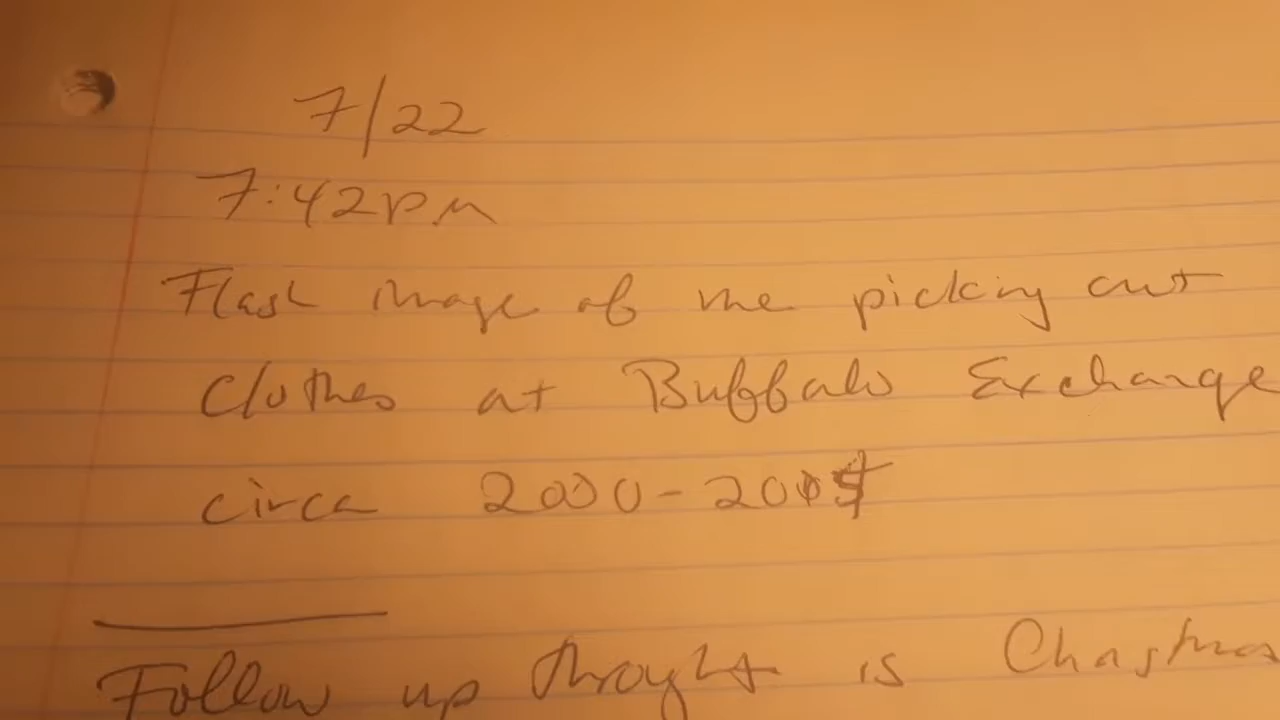 7/22
7:42PM
Flash image of me picking out
clothes at Buffalo Exchange
circa 2000-2005
Follow up thought is